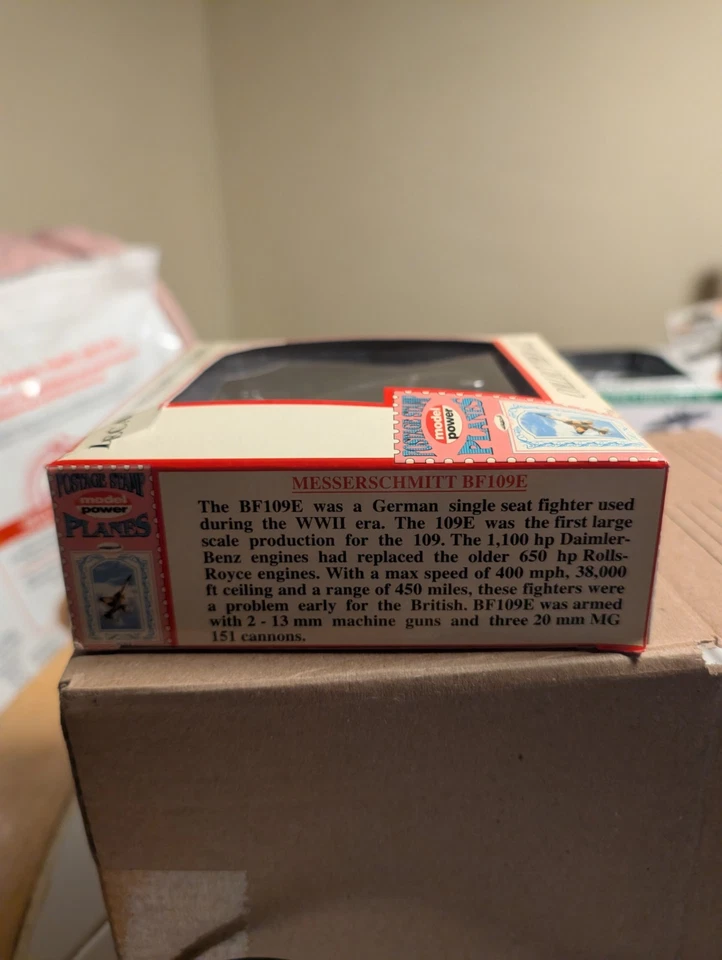 POSTAGE STAMP
model
power
PLANES
POSTAGE STAMP
model
power
PLANES
MESSERSCHMITT BF109E
The BF109E was a German single seat fighter used
during the WWII era. The 109E was the first large
scale production for the 109. The 1,100 hp Daimler-
Benz engines had replaced the older 650 hp Rolls-
Royce engines. With a max speed of 400 mph, 38,000
ft ceiling and a range of 450 miles, these fighters were
a problem early for the British. BF109E was armed
with 2 - 13 mm machine guns and three 20 mm MG
151 cannons.